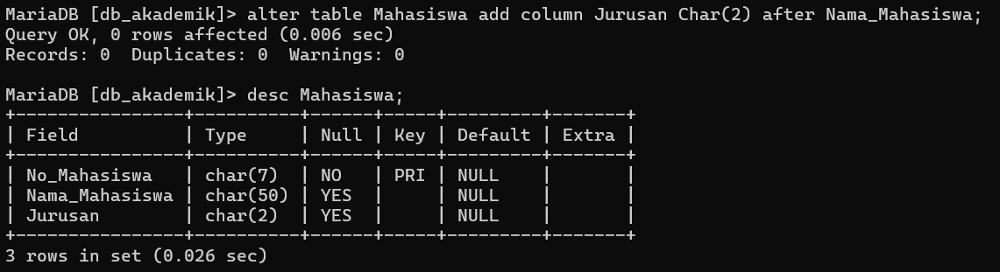 MariaDB [db_akademik]> alter table Mahasiswa add column Jurusan Char(2) after Nama_Mahasiswa;
Query OK, 0 rows affected (0.006 sec)
Records: 0  Duplicates: 0  Warnings: 0

MariaDB [db_akademik]> desc Mahasiswa;
+----------------+----------+------+-----+---------+-------+
| Field          | Type     | Null | Key | Default | Extra |
+----------------+----------+------+-----+---------+-------+
| No_Mahasiswa   | char(7)  | NO   | PRI | NULL    |       |
| Nama_Mahasiswa | char(50) | YES  |     | NULL    |       |
| Jurusan        | char(2)  | YES  |     | NULL    |       |
+----------------+----------+------+-----+---------+-------+
3 rows in set (0.026 sec)